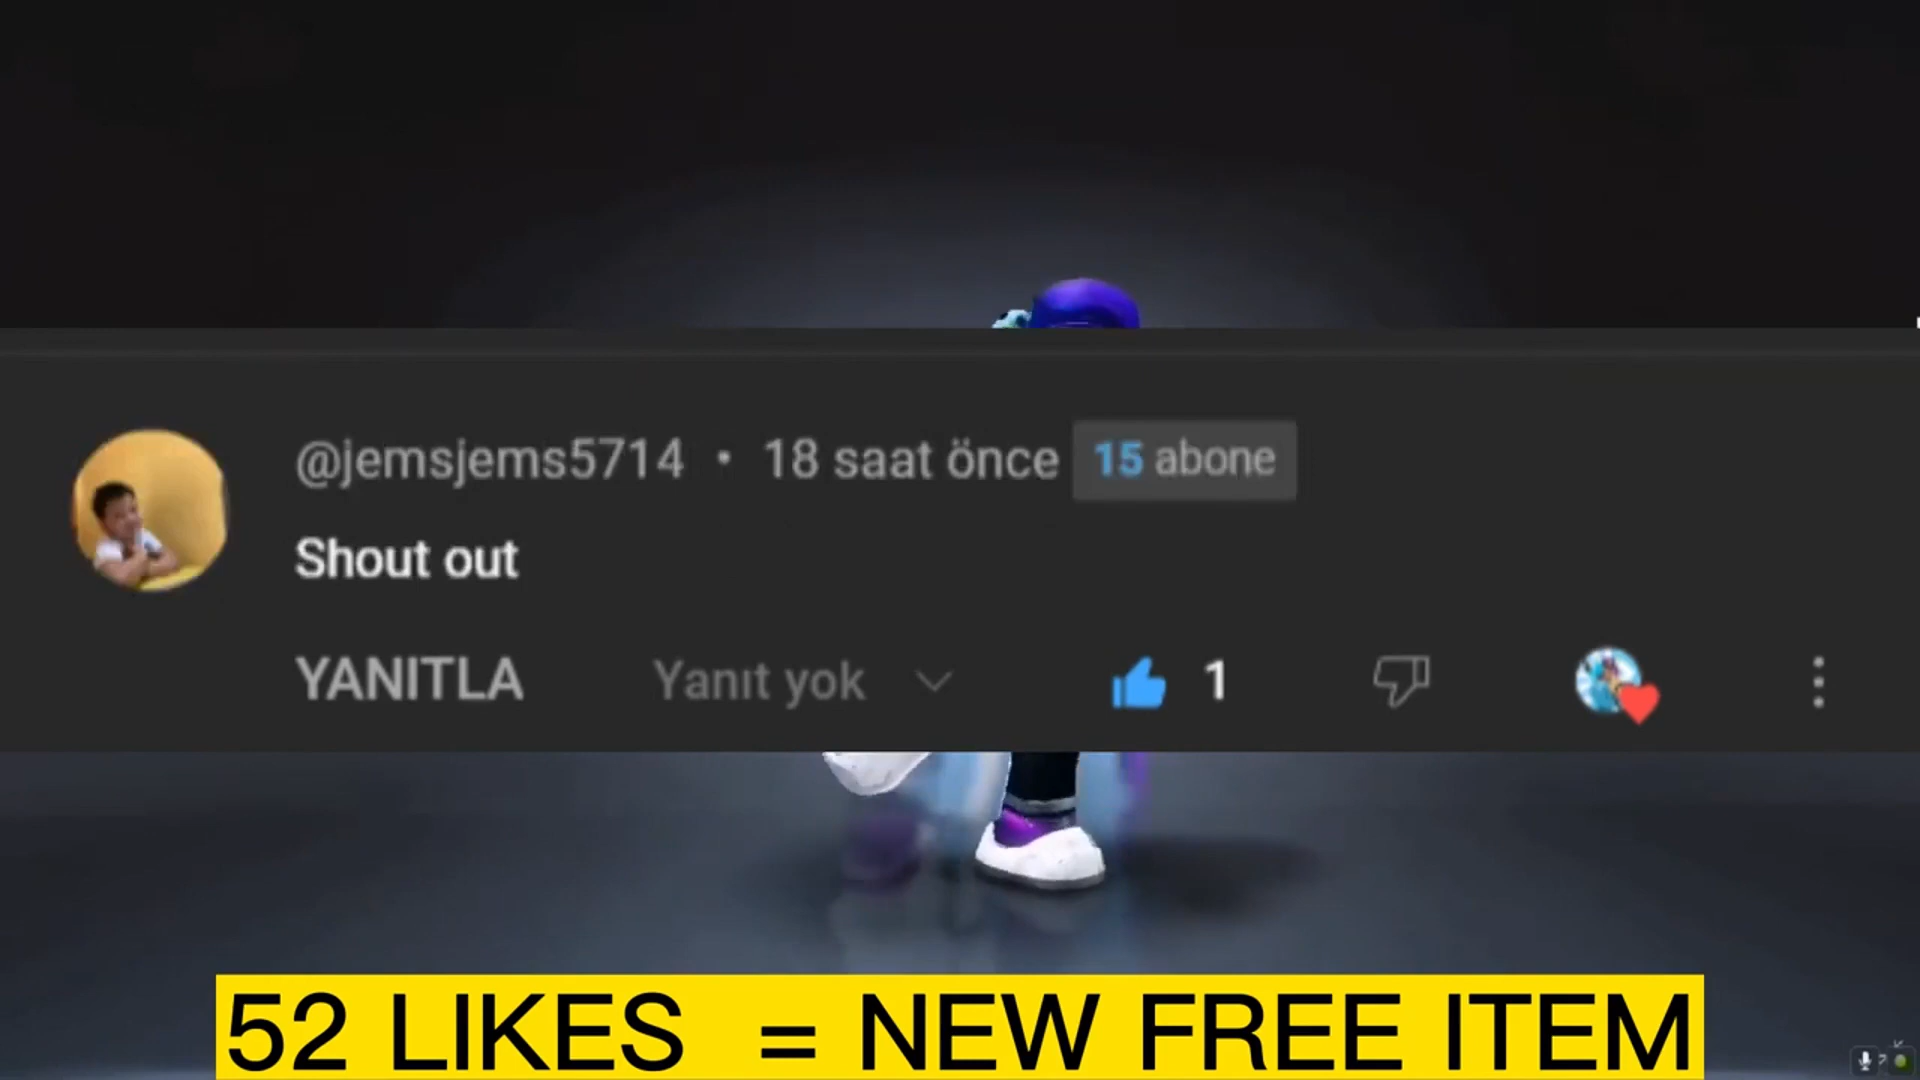 @jemsjems5714 • 18 saat önce 15 abone
Shout out
YANITLA Yanıt yok 1
52 LIKES = NEW FREE ITEM